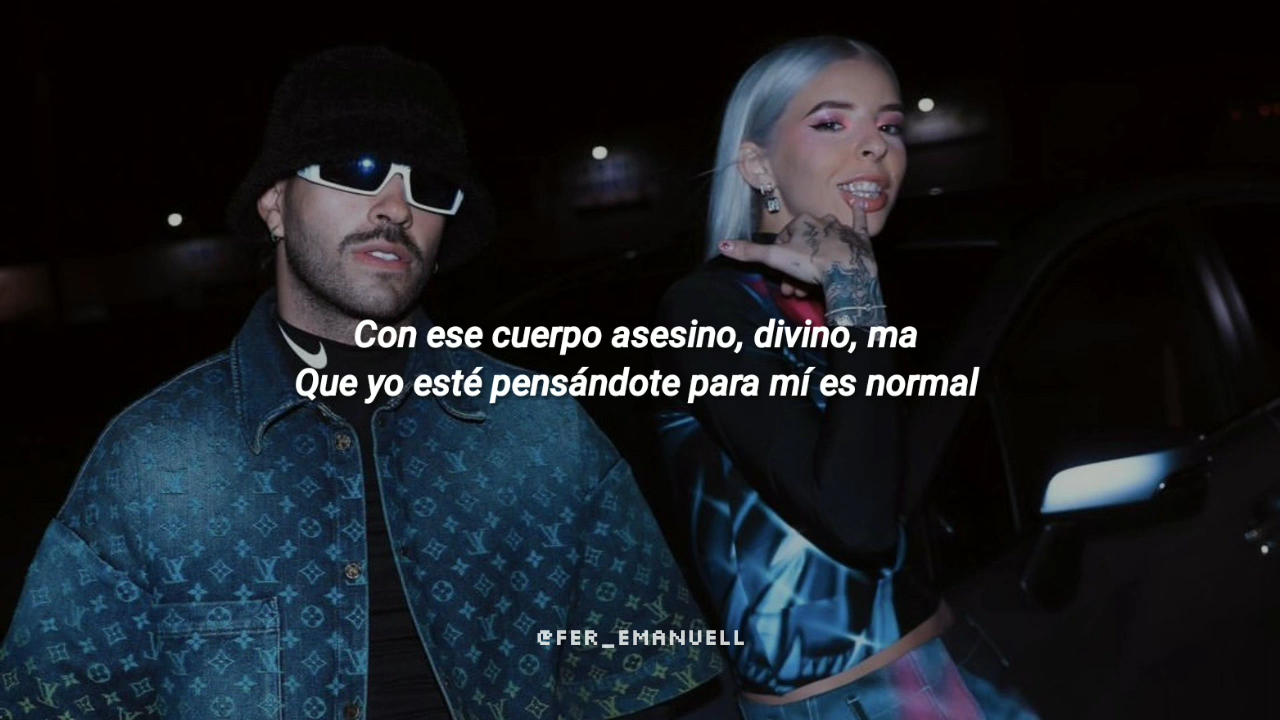 Con ese cuerpo asesino, divino, ma
Que yo esté pensándote para mí es normal
@FER_EMANUELL